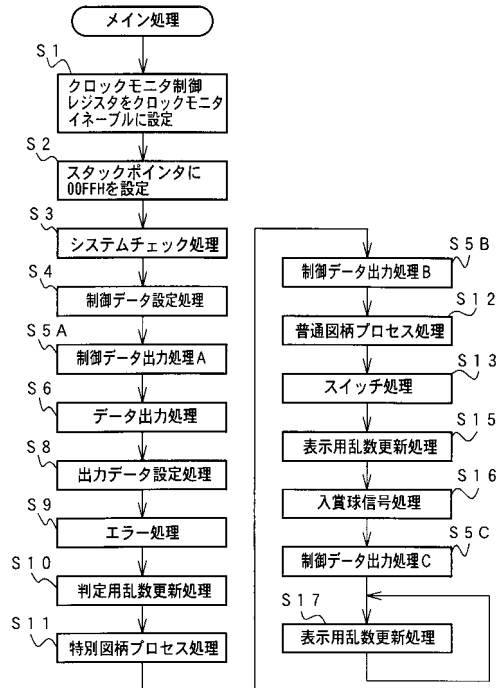 メイン処理
S1
クロックモニタ制御
レジスタをクロックモニタ
イネーブルに設定
S2
スタックポインタに
00FFHを設定
S3
システムチェック処理
S4
制御データ設定処理
S5A
制御データ出力処理A
S6
データ出力処理
S8
出力データ設定処理
S9
エラー処理
S10
判定用乱数更新処理
S11
特別図柄プロセス処理
S5B
制御データ出力処理B
S12
普通図柄プロセス処理
S13
スイッチ処理
S15
表示用乱数更新処理
S16
入賞球信号処理
S5C
制御データ出力処理C
S17
表示用乱数更新処理